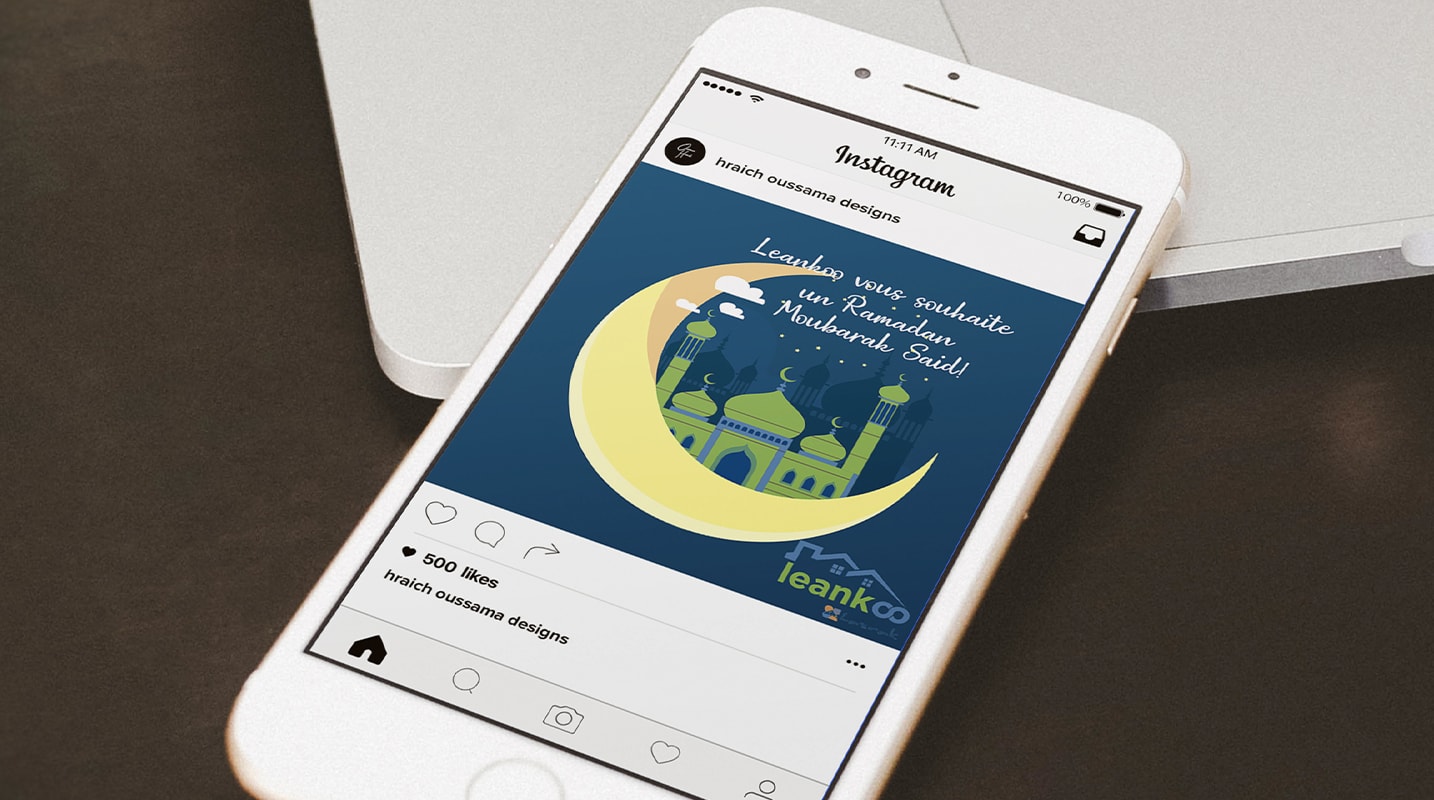 11:11 AM
100%
Instagram
hraich oussama designs
Leankoo vous souhaite
un Ramadan
Moubarak Said!
leankoo
500 likes
hraich oussama designs